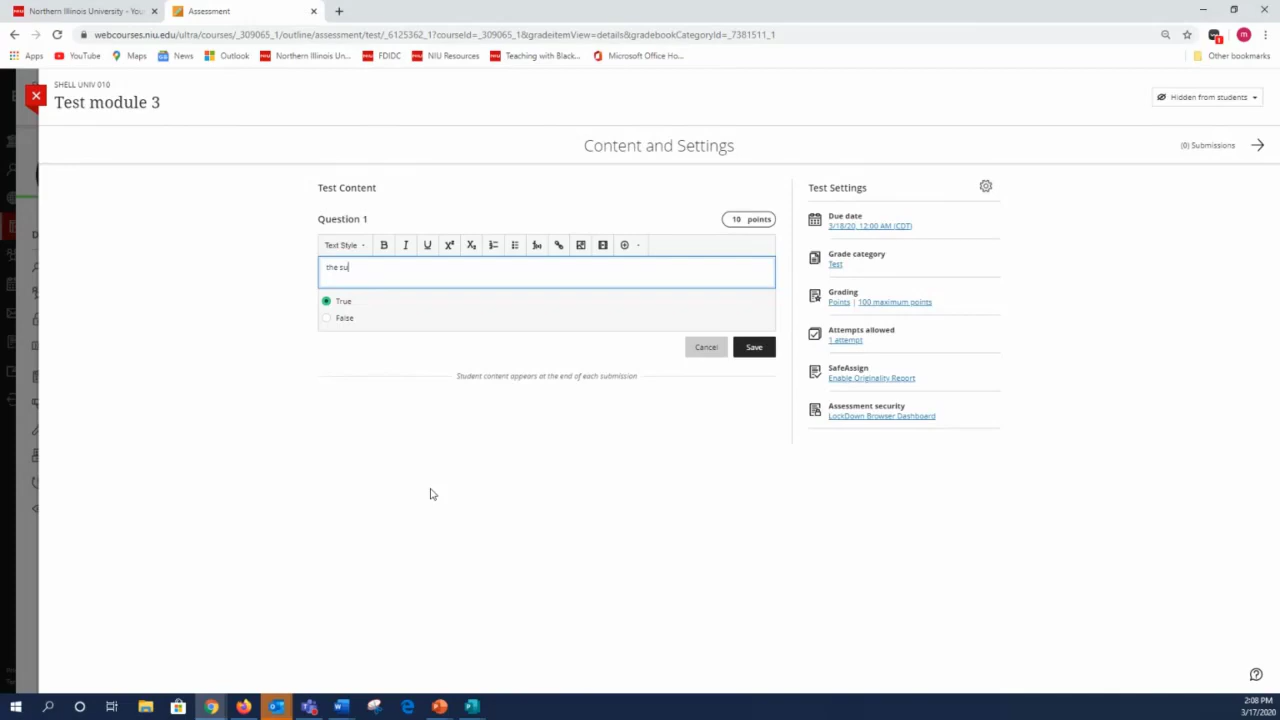 Northern Illinois University - You
Assessment
webcourses.niu.edu/ultra/courses/_309065_1/outline/assessment/test/_6125362_1?courseId=_309065_1&gradeitemView=details&gradebookCategoryId=_7381511_1
Apps YouTube Maps News Outlook Northern Illinois Un... FDIDC NIU Resources Teaching with Black... Microsoft Office Ho... Other bookmarks
SHELL UNIV 010
Test module 3
Hidden from students
Content and Settings
(0) Submissions
Test Content
Question 1
10 points
Text Style
the su
True
False
Cancel Save
Student content appears at the end of each submission
Test Settings
Due date
3/18/20, 12:00 AM (CDT)
Grade category
Test
Grading
Points | 100 maximum points
Attempts allowed
1 attempt
SafeAssign
Enable Originality Report
Assessment security
LockDown Browser Dashboard
2:08 PM
3/17/2020